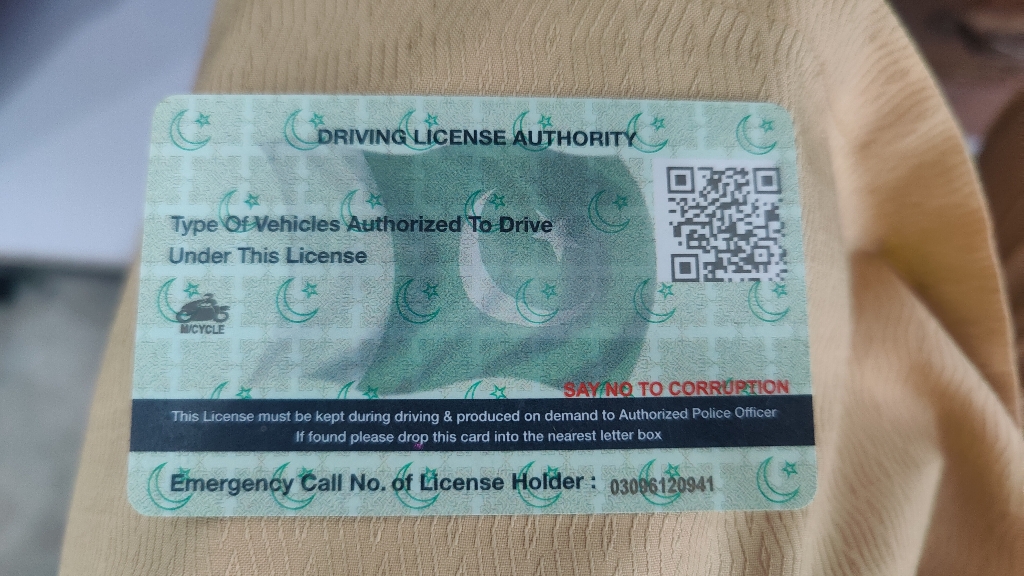 DRIVING LICENSE AUTHORITY
Type Of Vehicles Authorized To Drive
Under This License
M/CYCLE
SAY NO TO CORRUPTION
This License must be kept during driving & produced on demand to Authorized Police Officer
If found please drop this card into the nearest letter box
Emergency Call No. of License Holder : 03006120941